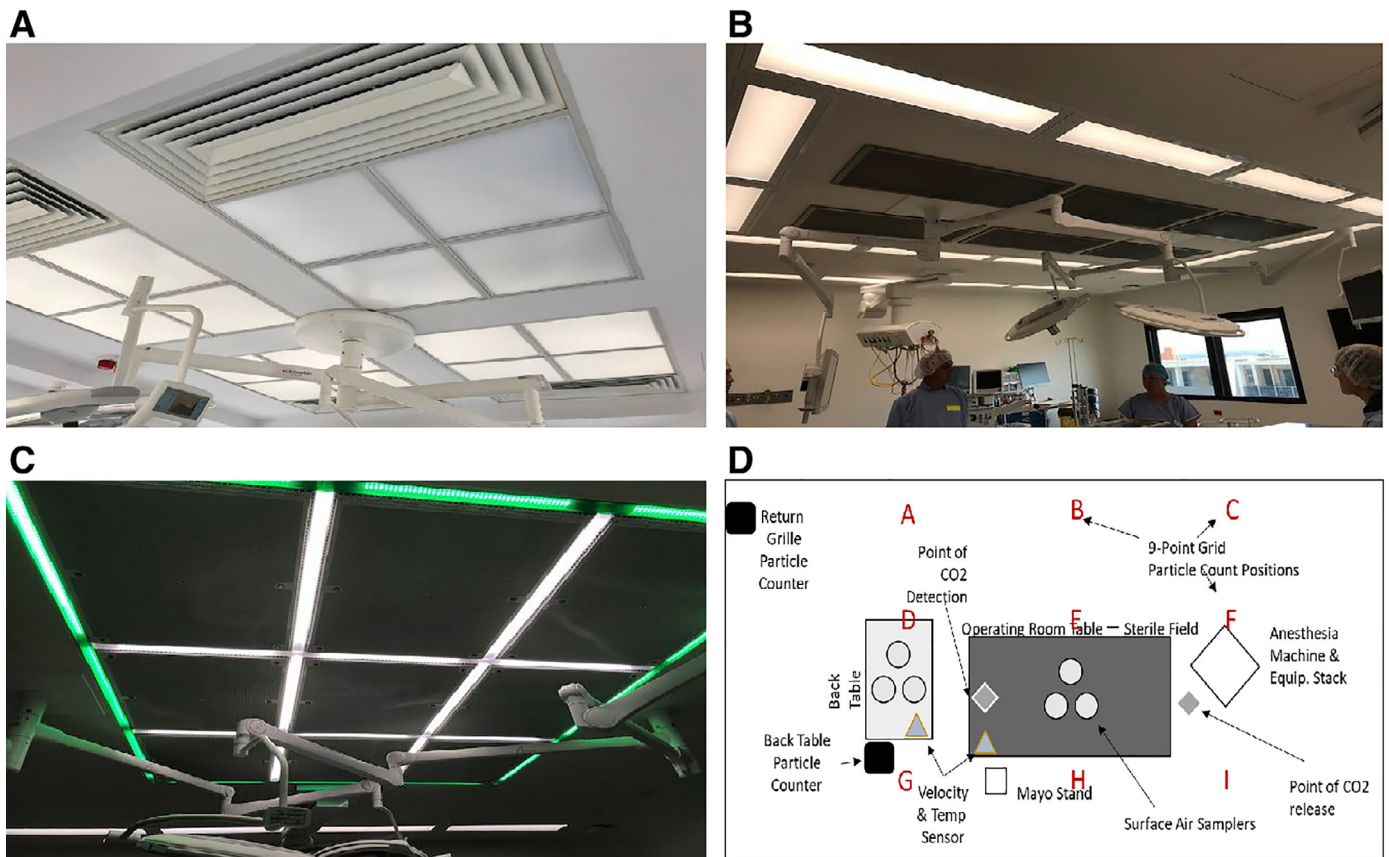 A
B
C
D
Return
Grille
Particle
Counter
A
B
C
Point of
CO2
Detection
9-Point Grid
Particle Count Positions
D
E
F
Operating Room Table — Sterile Field
Anesthesia
Machine &
Equip. Stack
Back
Table
Back Table
Particle
Counter
G
H
I
Velocity
& Temp
Sensor
Mayo Stand
Surface Air Samplers
Point of CO2
release